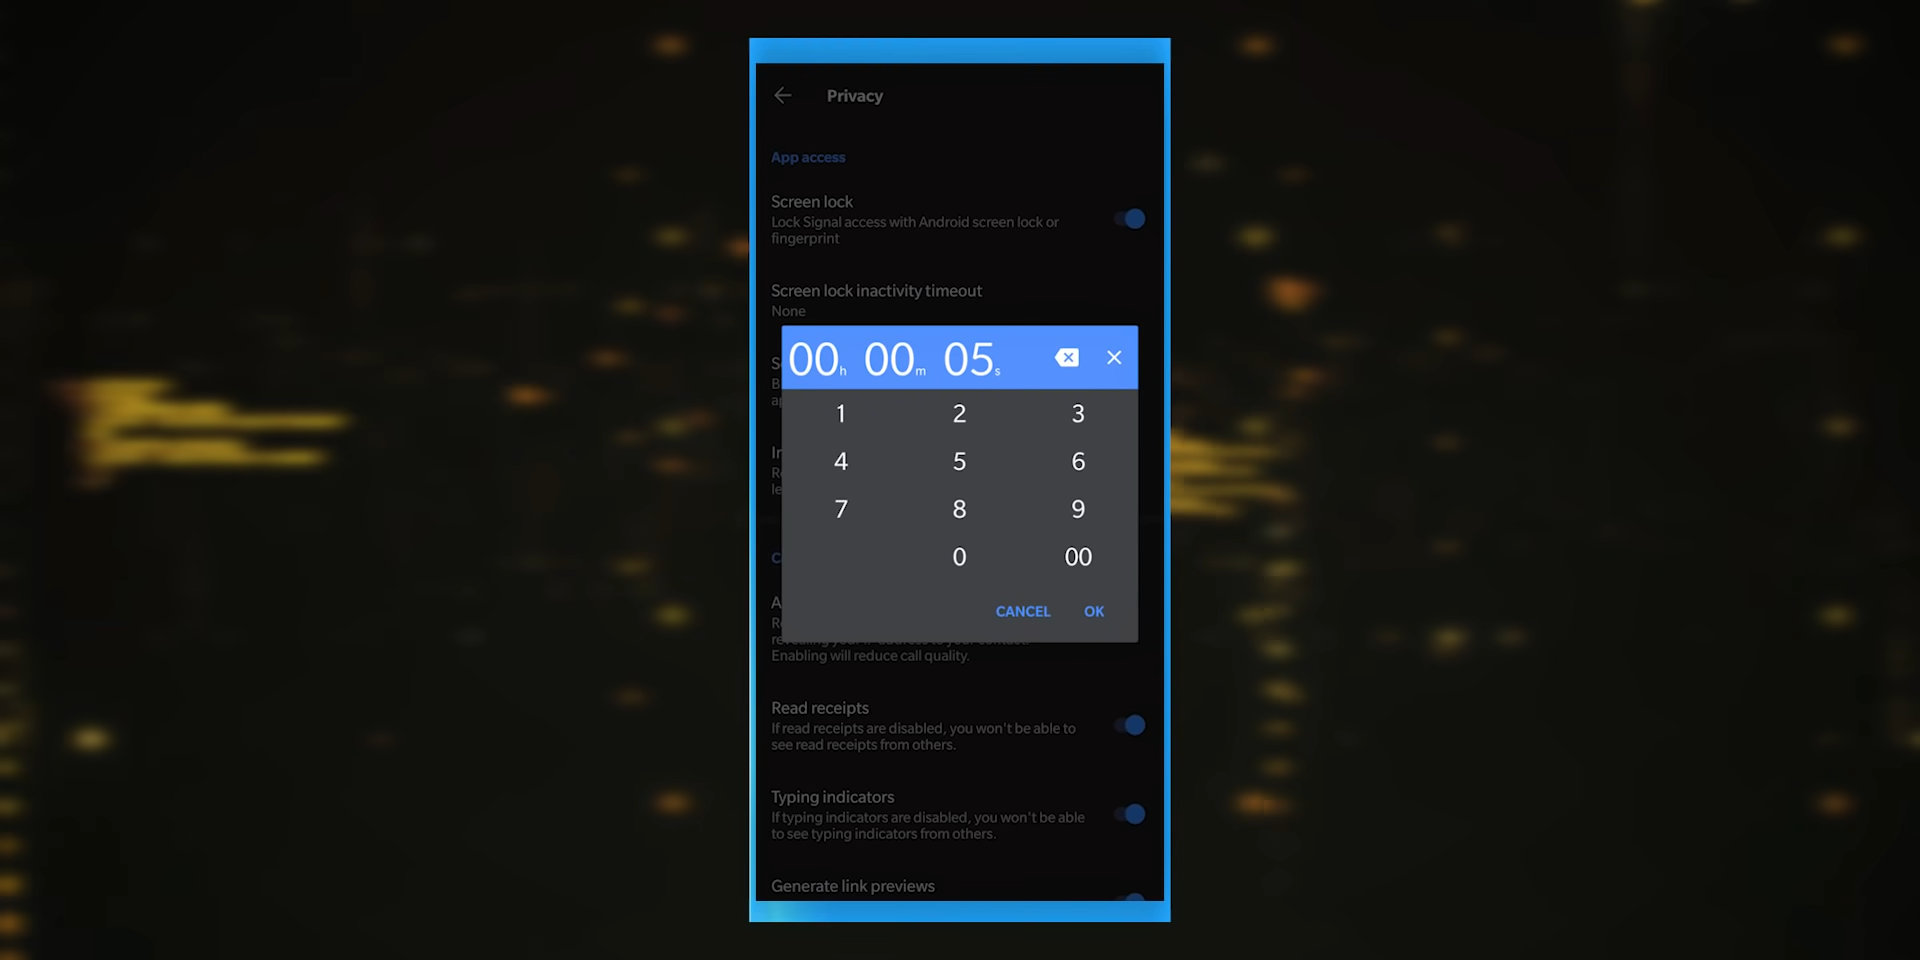 Privacy
App access
Screen lock
Lock Signal access with Android screen lock or
fingerprint
Screen lock inactivity timeout
None
00h 00m 05s
1 2 3
4 5 6
7 8 9
0 00
CANCEL OK
Enabling will reduce call quality.
Read receipts
If read receipts are disabled, you won't be able to
see read receipts from others.
Typing indicators
If typing indicators are disabled, you won't be able
to see typing indicators from others.
Generate link previews